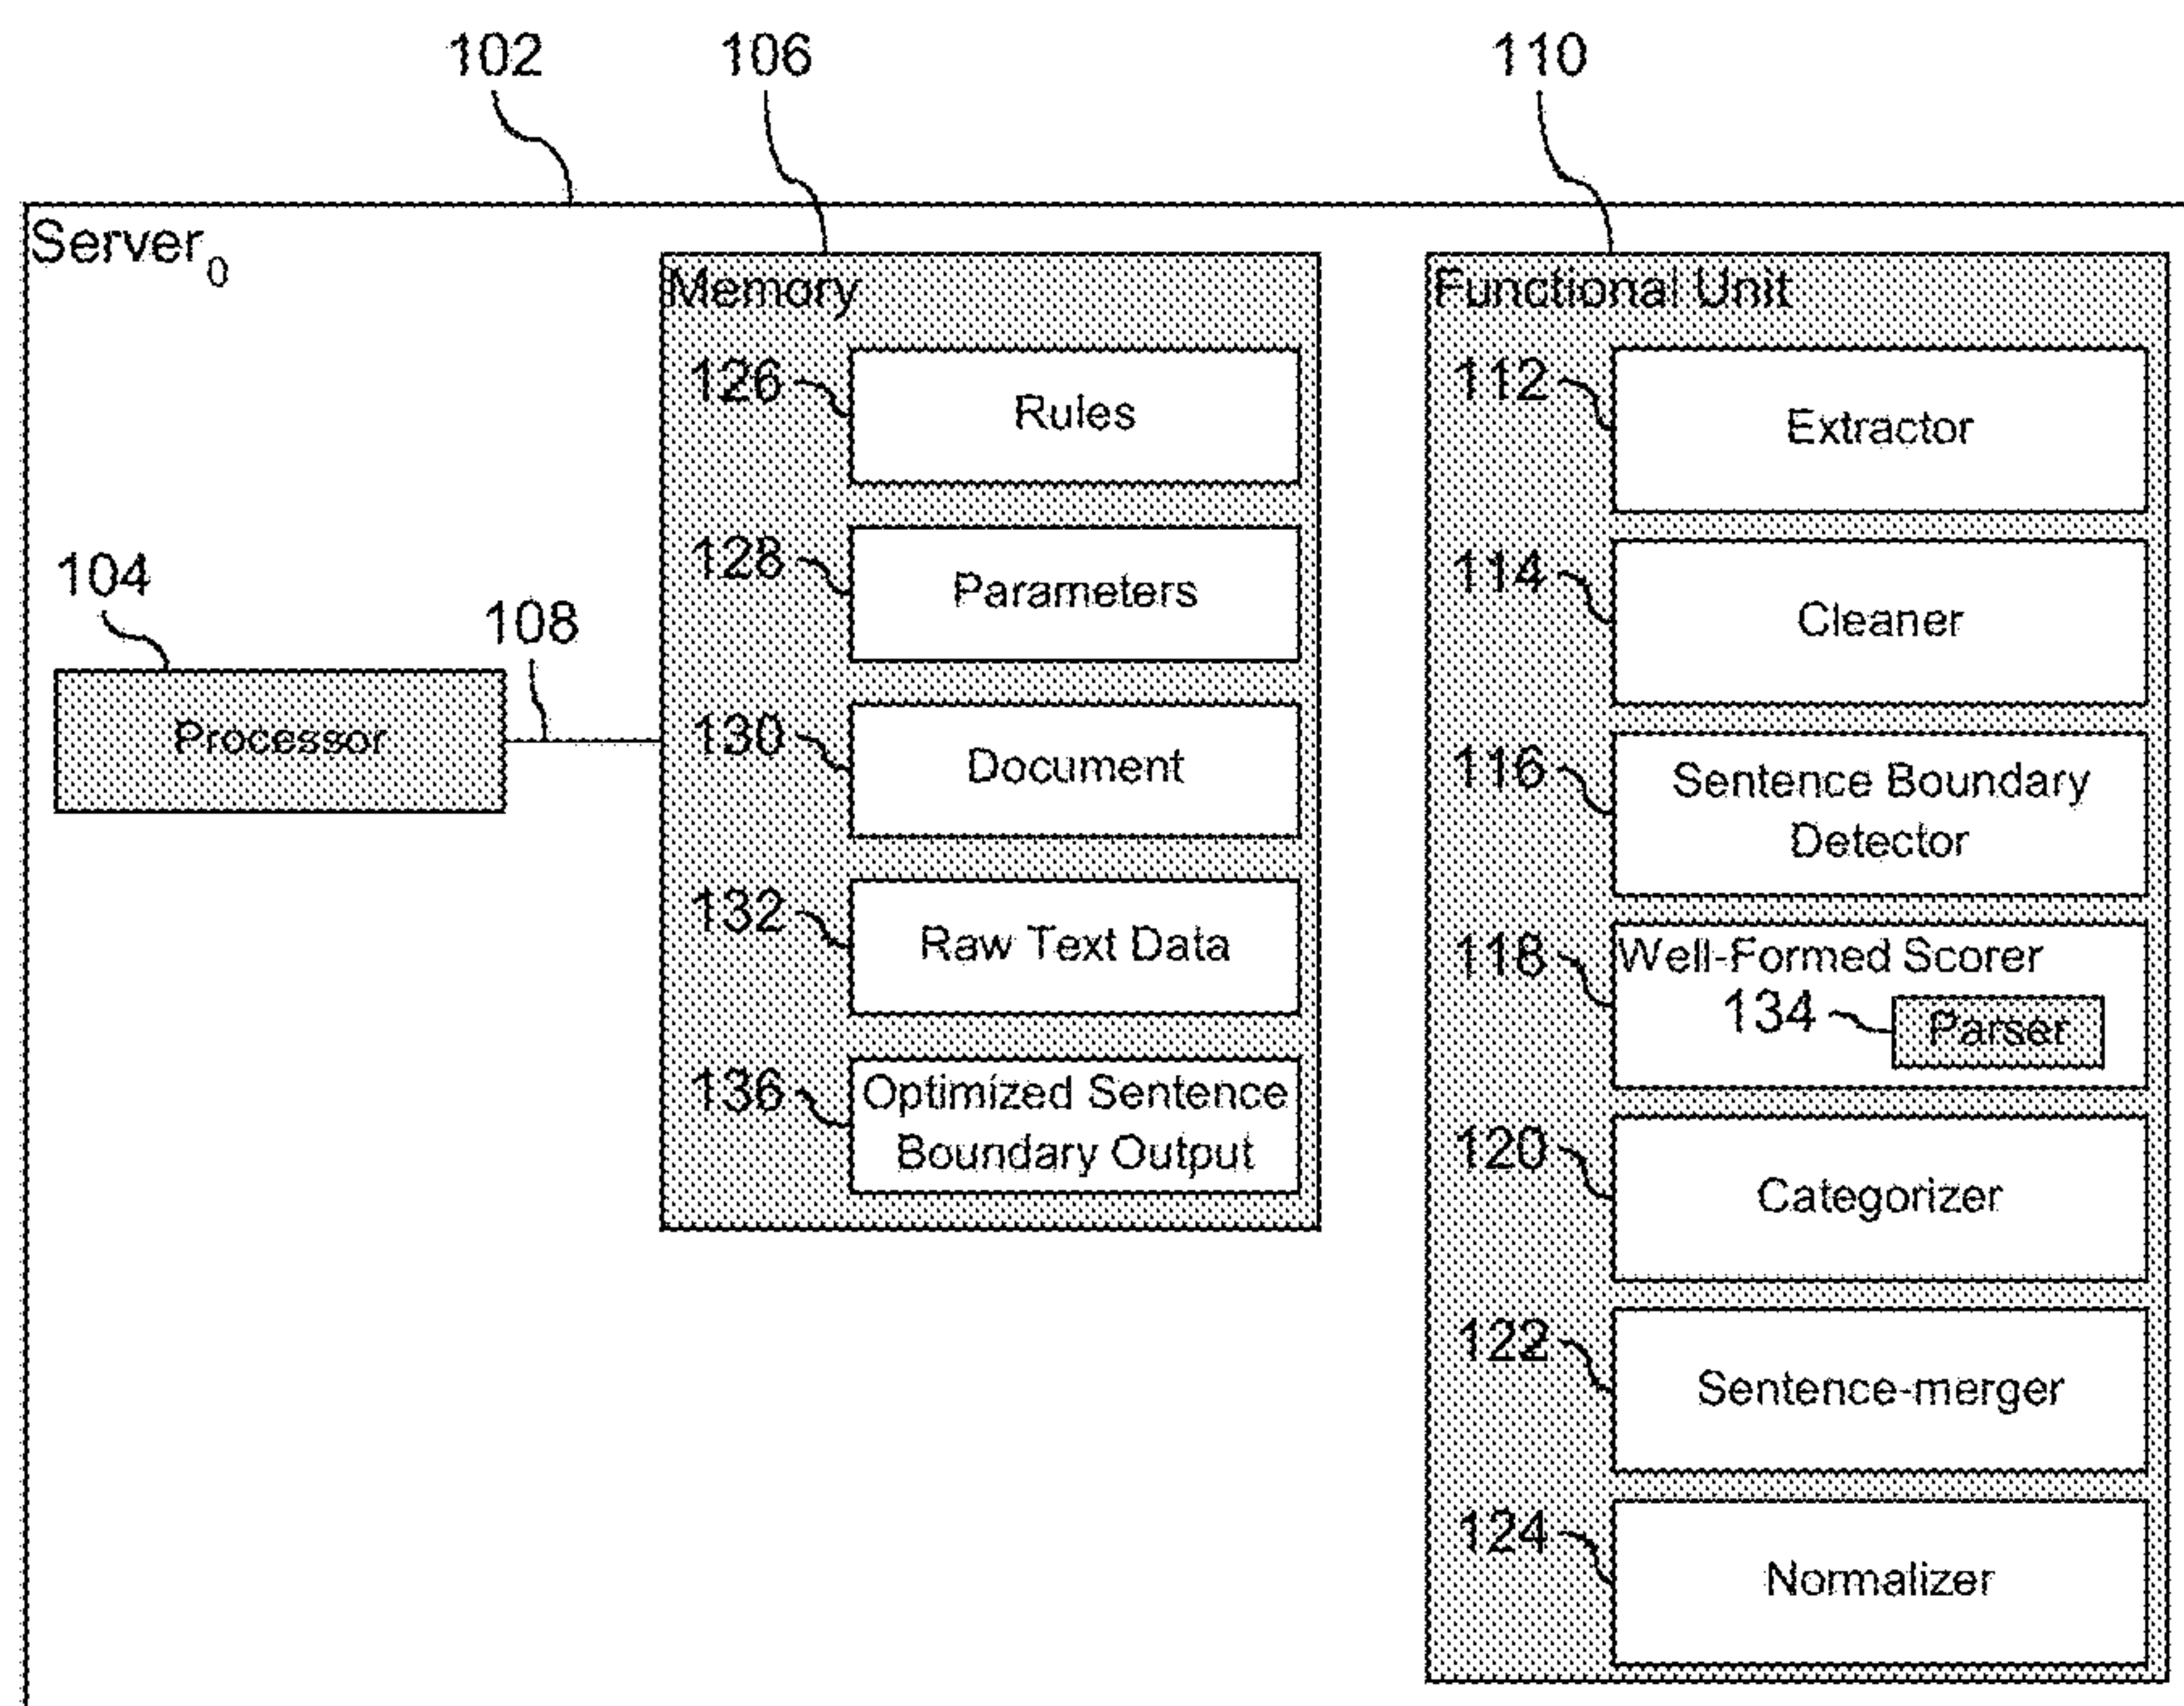 102
106
110
Server0
Memory
Functional Unit
126
Rules
112
Extractor
128
Parameters
114
Cleaner
104
108
Processor
130
Document
116
Sentence Boundary
Detector
132
Raw Text Data
118
Well-Formed Scorer
134
Parser
136
Optimized Sentence
Boundary Output
120
Categorizer
122
Sentence-merger
124
Normalizer